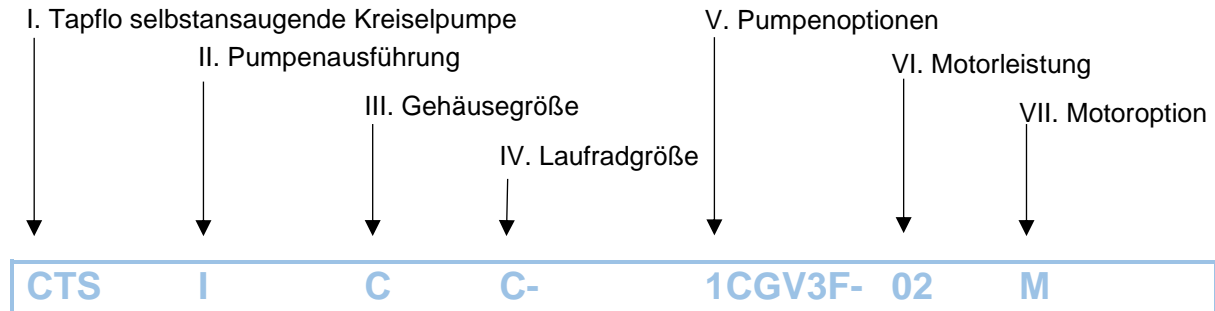 I. Tapflo selbstansaugende Kreiselpumpe
V. Pumpenoptionen
II. Pumpenausführung
VI. Motorleistung
III. Gehäusegröße
VII. Motoroption
IV. Laufradgröße
CTS I C C- 1CGV3F- 02 M